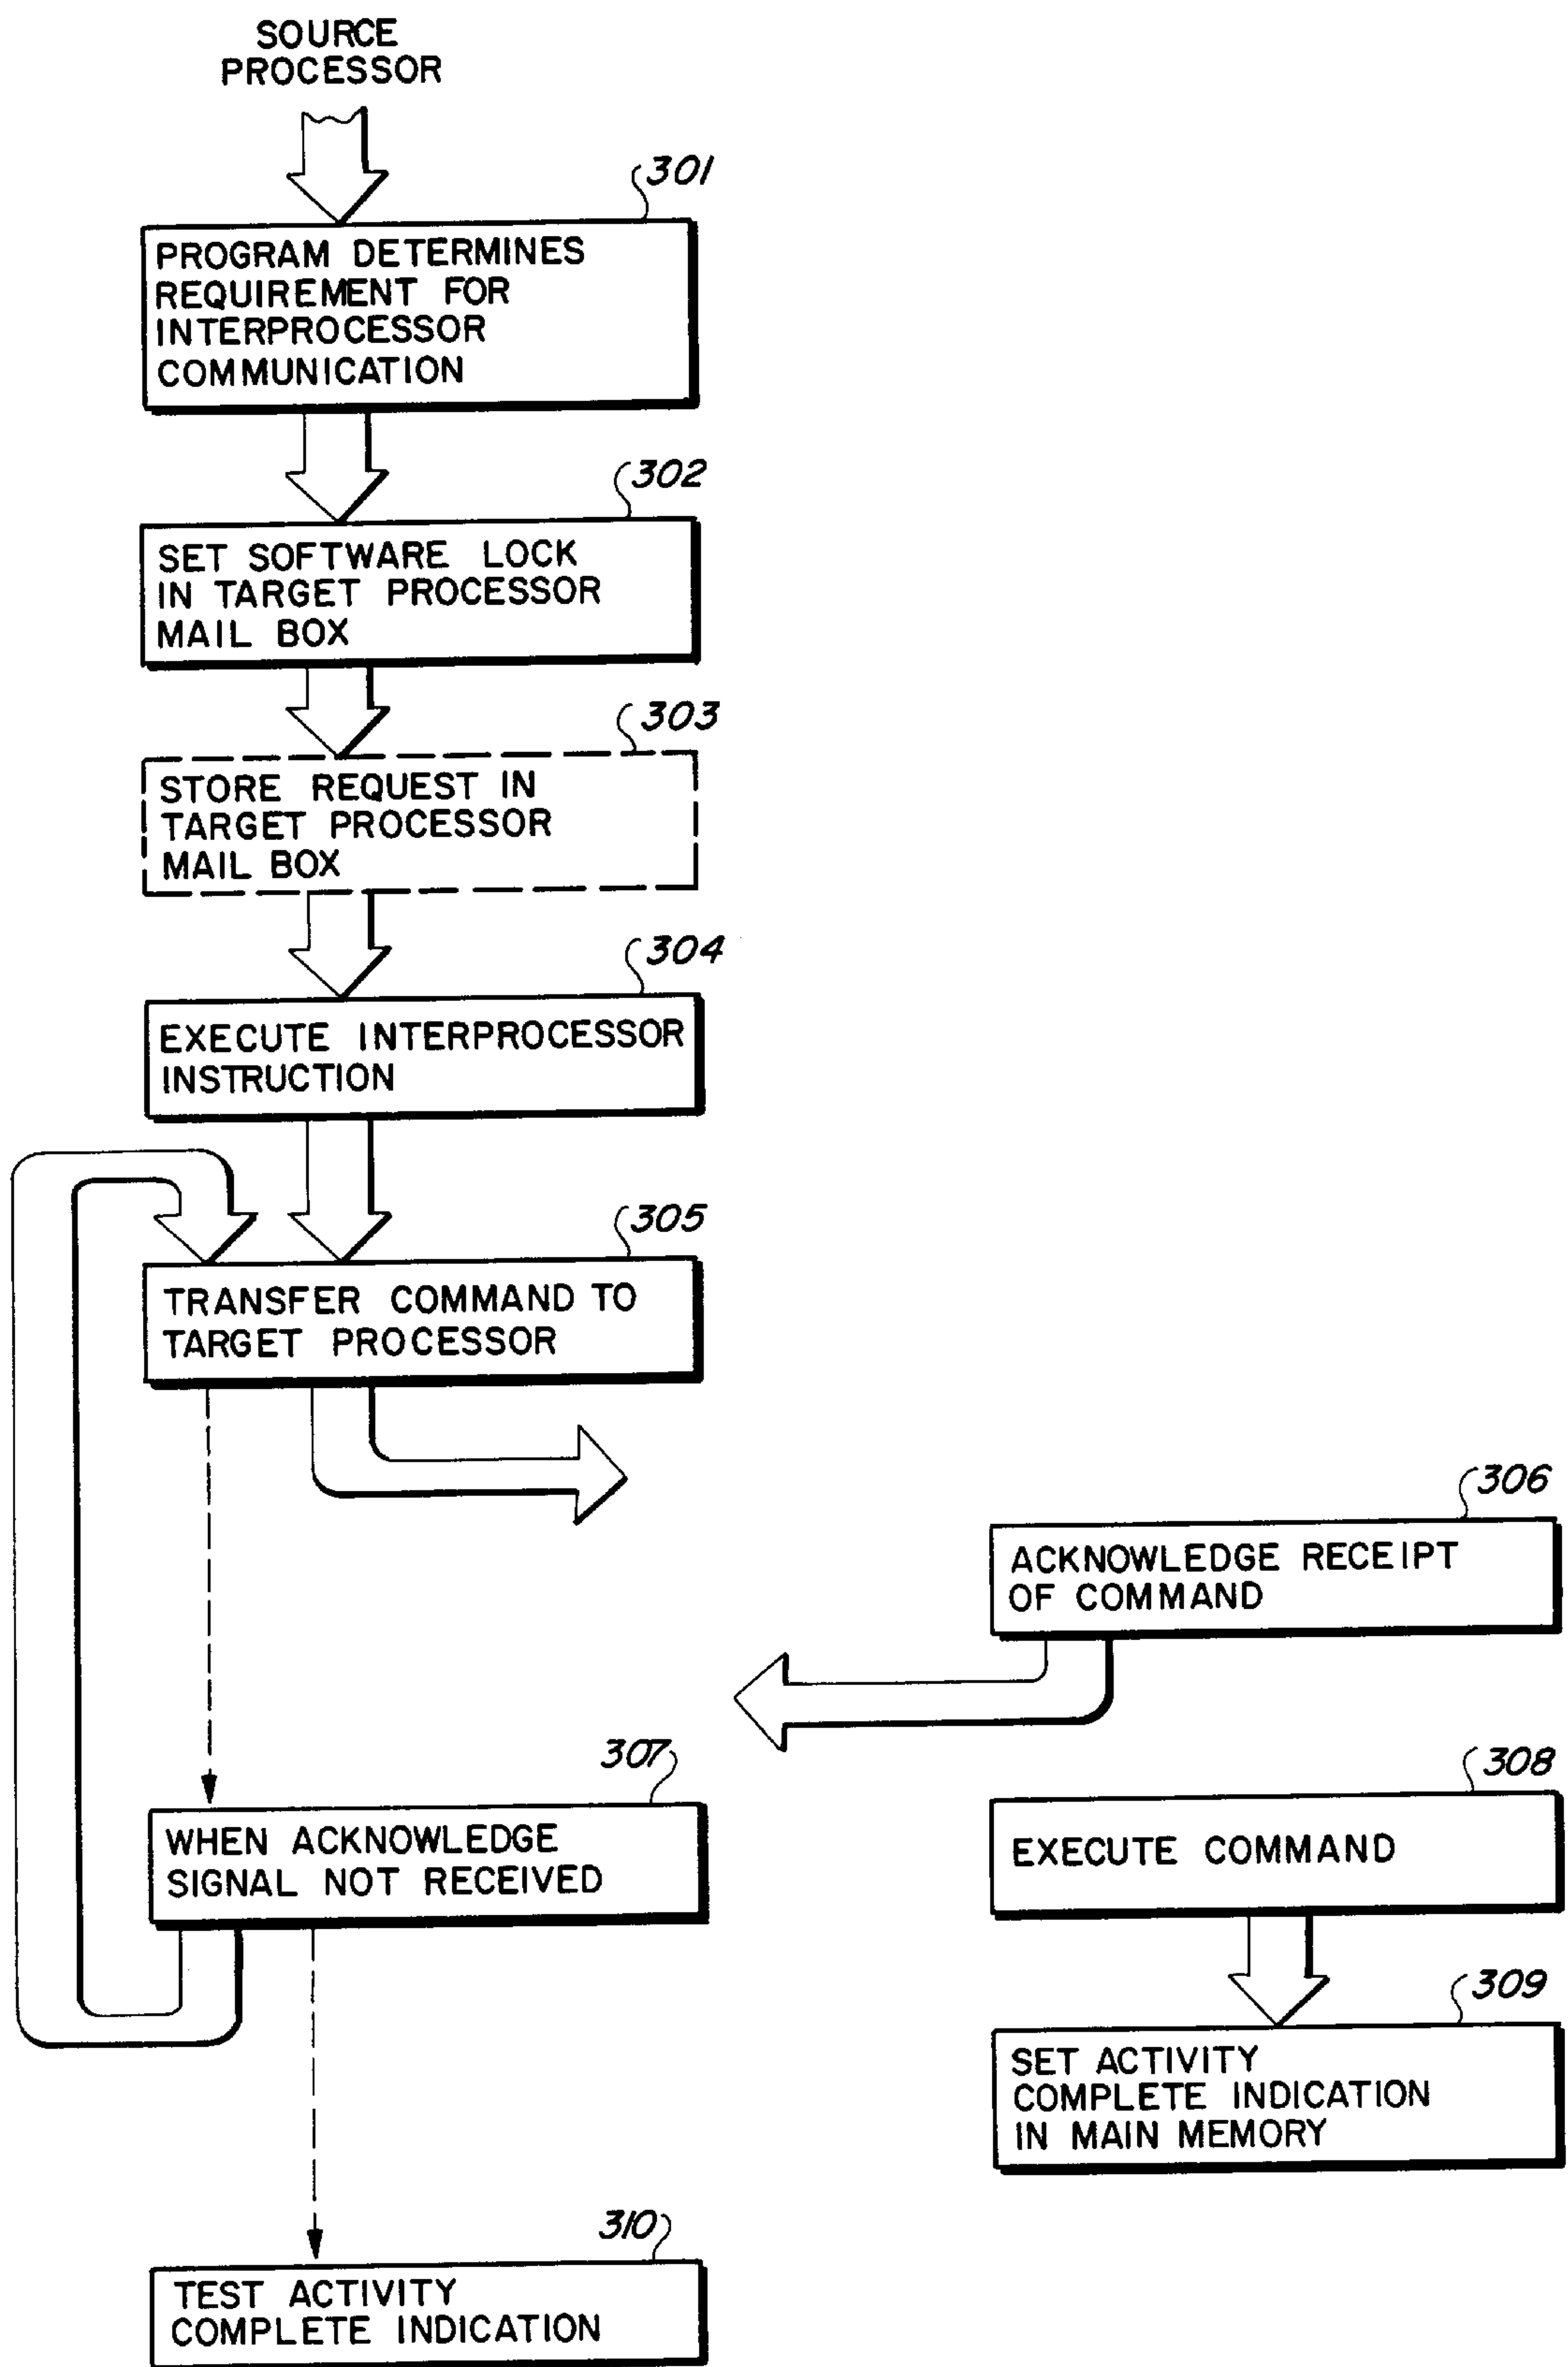 SOURCE
PROCESSOR
301
PROGRAM DETERMINES
REQUIREMENT FOR
INTERPROCESSOR
COMMUNICATION
302
SET SOFTWARE LOCK
IN TARGET PROCESSOR
MAIL BOX
303
STORE REQUEST IN
TARGET PROCESSOR
MAIL BOX
304
EXECUTE INTERPROCESSOR
INSTRUCTION
305
TRANSFER COMMAND TO
TARGET PROCESSOR
306
ACKNOWLEDGE RECEIPT
OF COMMAND
307
WHEN ACKNOWLEDGE
SIGNAL NOT RECEIVED
308
EXECUTE COMMAND
309
SET ACTIVITY
COMPLETE INDICATION
IN MAIN MEMORY
310
TEST ACTIVITY
COMPLETE INDICATION